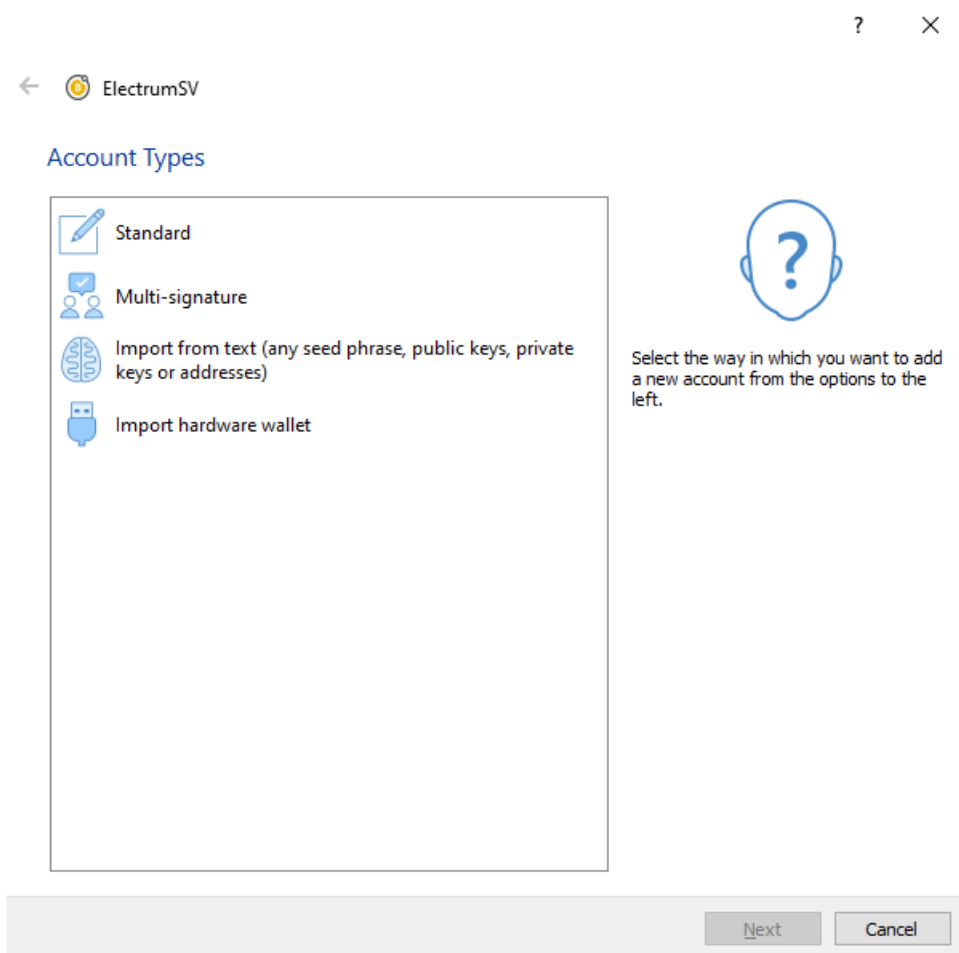 ?
ElectrumSV
Account Types
Standard
Multi-signature
Import from text (any seed phrase, public keys, private
keys or addresses)
Import hardware wallet
?
Select the way in which you want to add
a new account from the options to the
left.
Next
Cancel